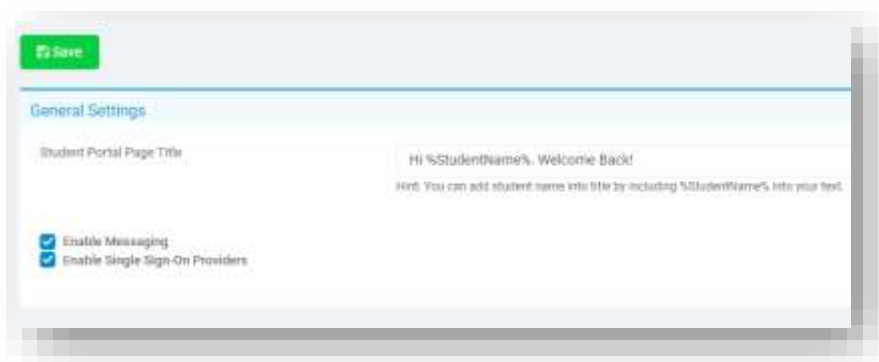 Save
General Settings
Student Portal Page Title
Hi %StudentName%. Welcome Back!
Hint: You can add student name into title by including %StudentName% into your text.
Enable Messaging
Enable Single Sign-On Providers